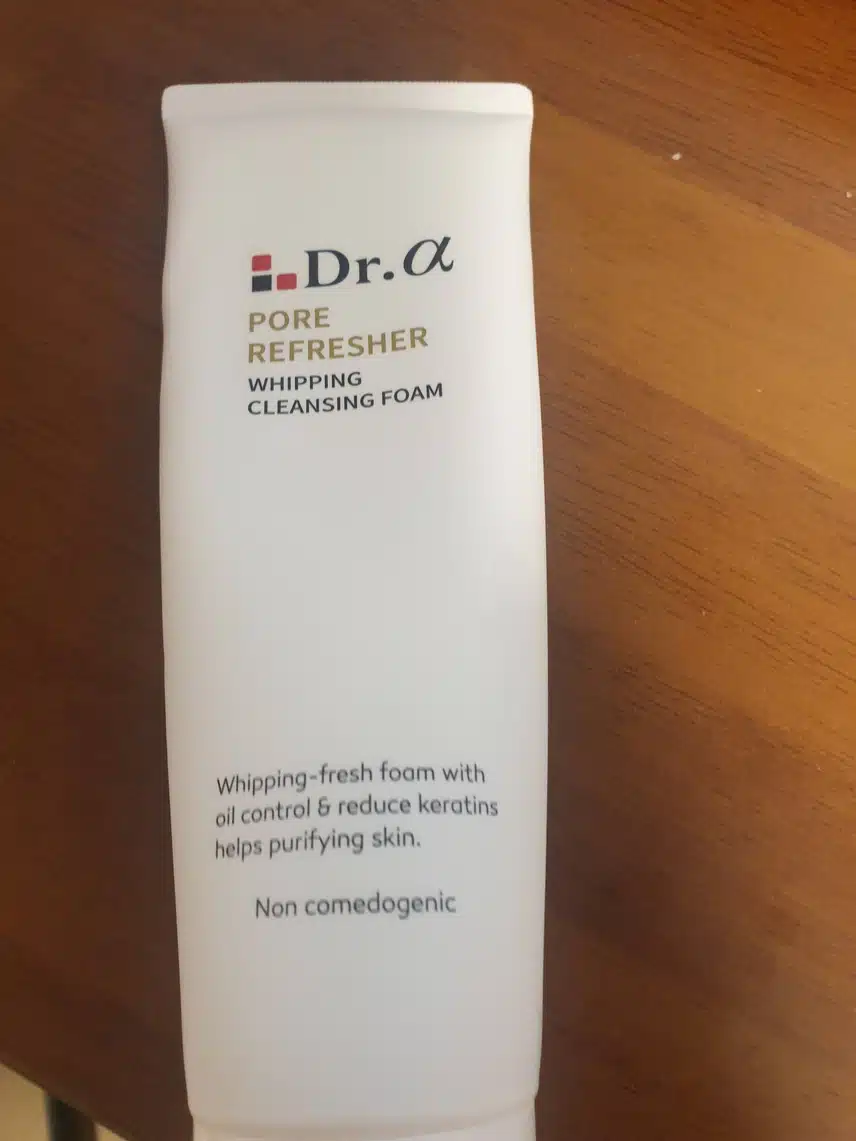 Dr.α
PORE
REFRESHER
WHIPPING
CLEANSING FOAM
Whipping-fresh foam with
oil control & reduce keratins
helps purifying skin.
Non comedogenic